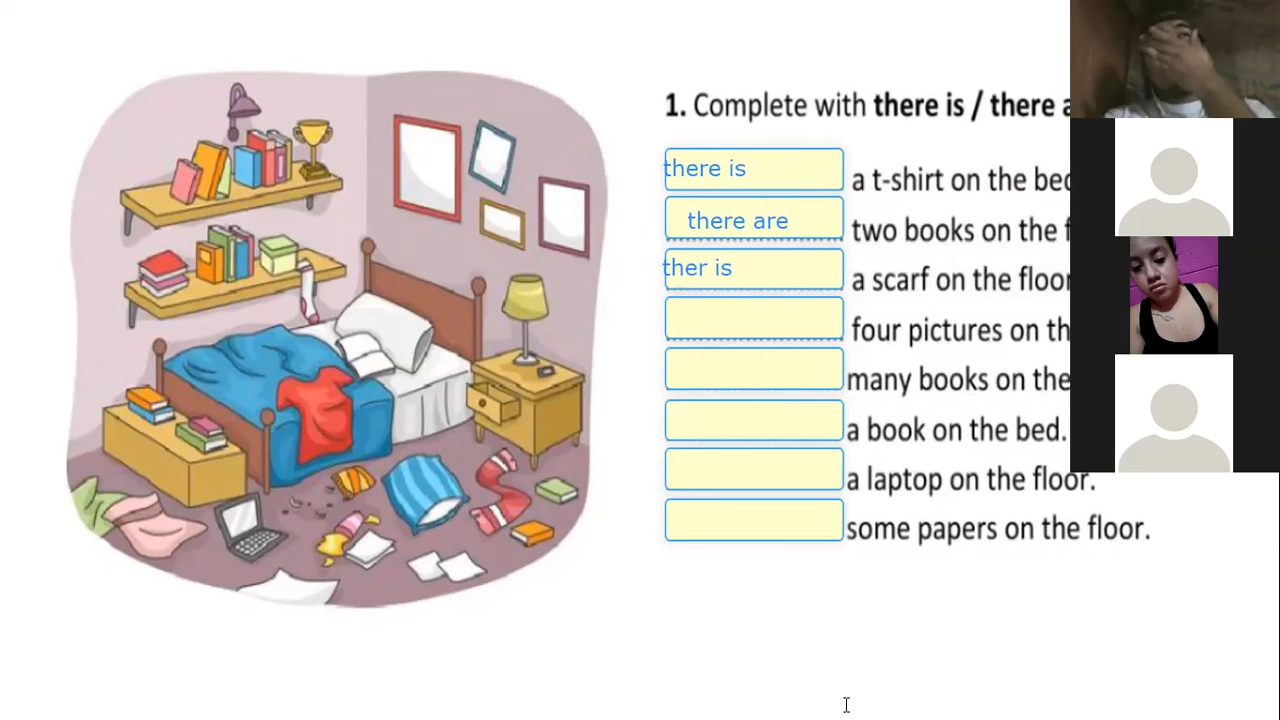 1. Complete with there is / there
there is a t-shirt on the bed
there are two books on the
ther is a scarf on the floor
four pictures on
many books on the
a book on the bed.
a laptop on the floor.
some papers on the floor.